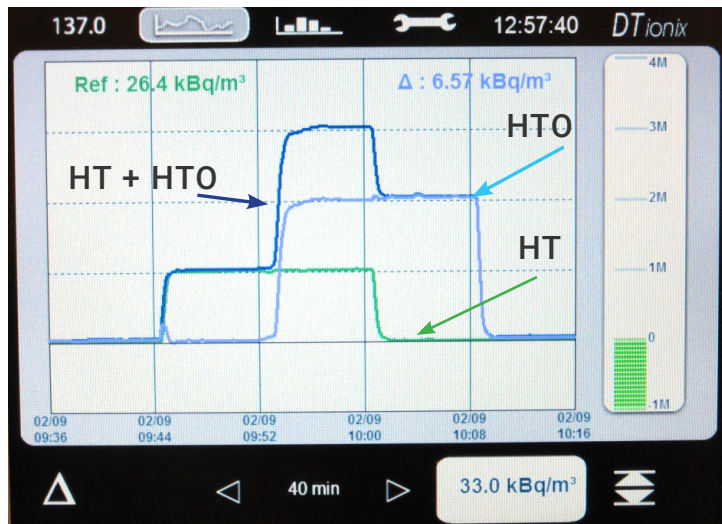 137.0 12:57:40 DTionix
Ref : 26.4 kBq/m³ Δ : 6.57 kBq/m³
4M
HTO
3M
HT + HTO
2M
HT
1M
0
-1M
02/09 02/09 02/09 02/09 02/09 02/09
09:36 09:44 09:52 10:00 10:08 10:16
Δ 40 min 33.0 kBq/m³